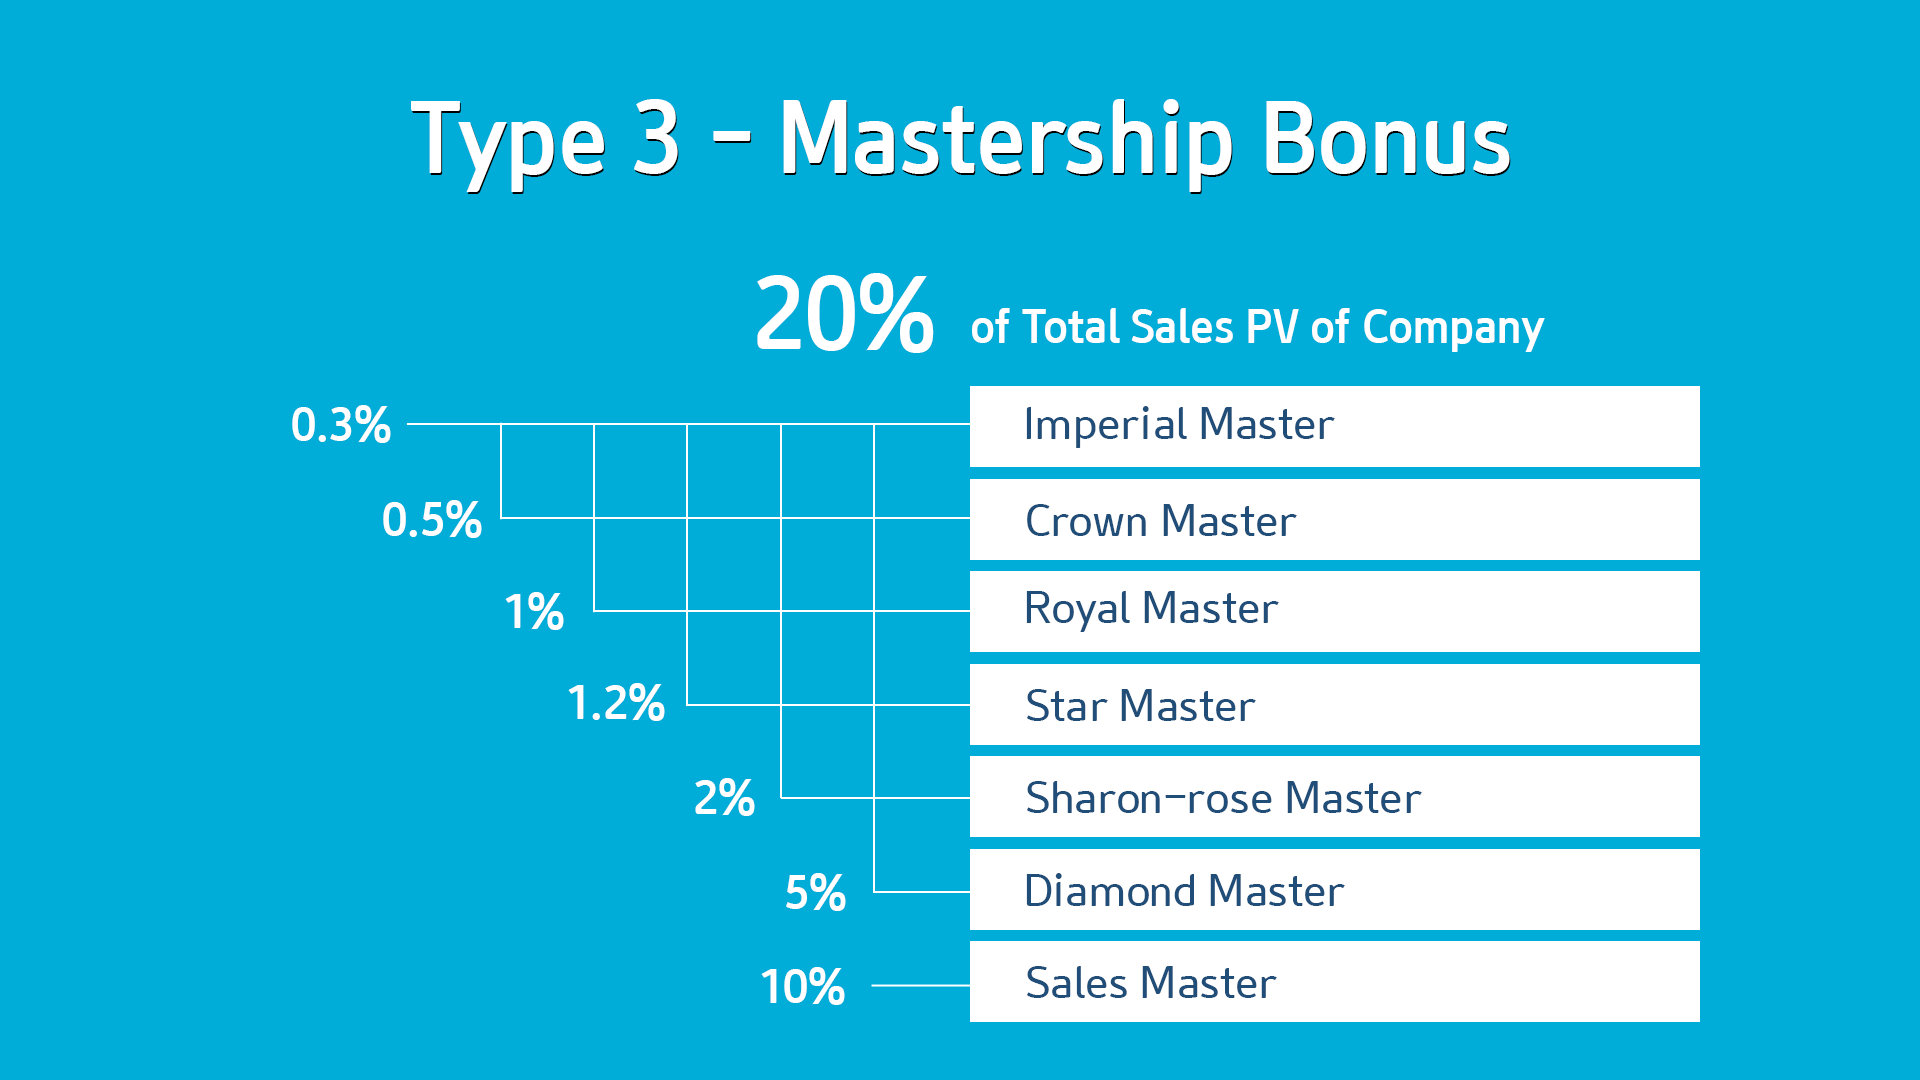 Type 3 - Mastership Bonus
20% of Total Sales PV of Company
0.3% Imperial Master
0.5% Crown Master
1% Royal Master
1.2% Star Master
2% Sharon-rose Master
5% Diamond Master
10% Sales Master